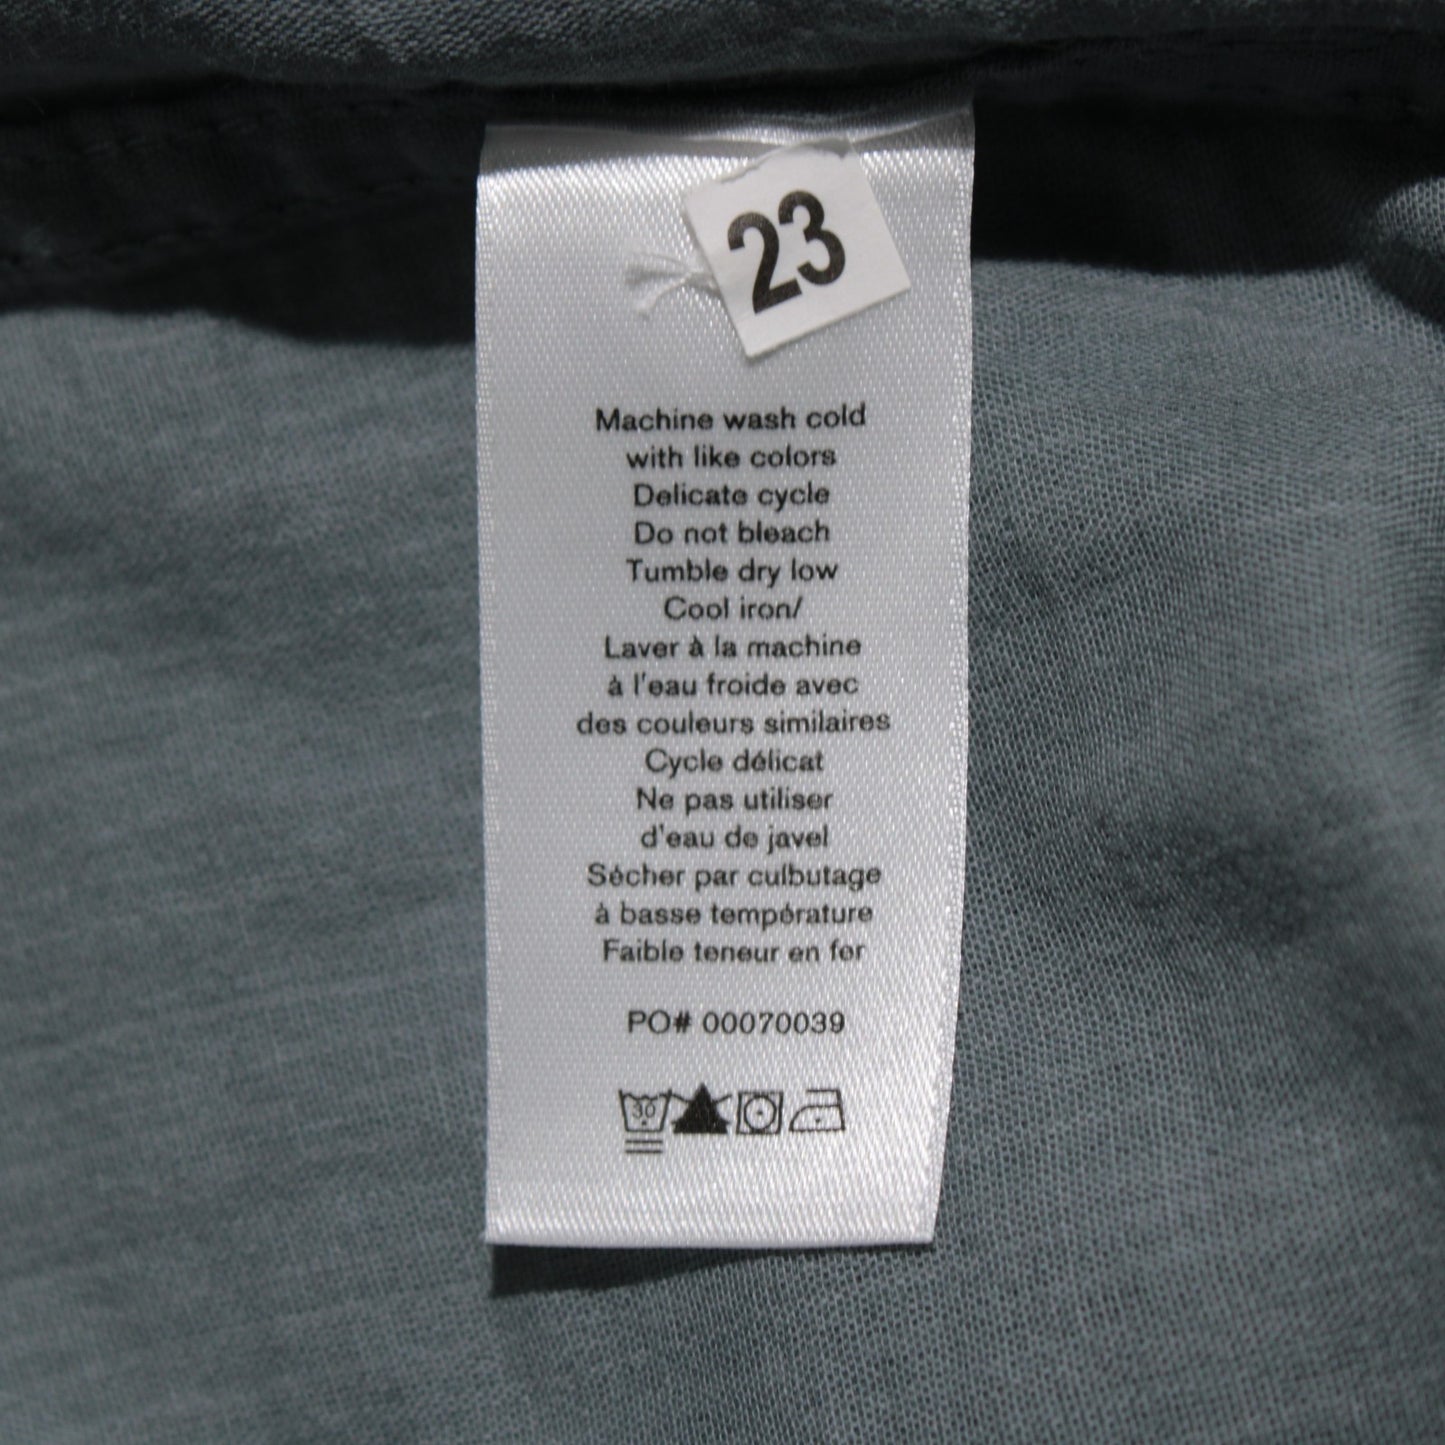 23
Machine wash cold
with like colors
Delicate cycle
Do not bleach
Tumble dry low
Cool iron/
Laver à la machine
à l'eau froide avec
des couleurs similaires
Cycle délicat
Ne pas utiliser
d'eau de javel
Sécher par culbutage
à basse température
Faible teneur en fer
PO# 00070039
30